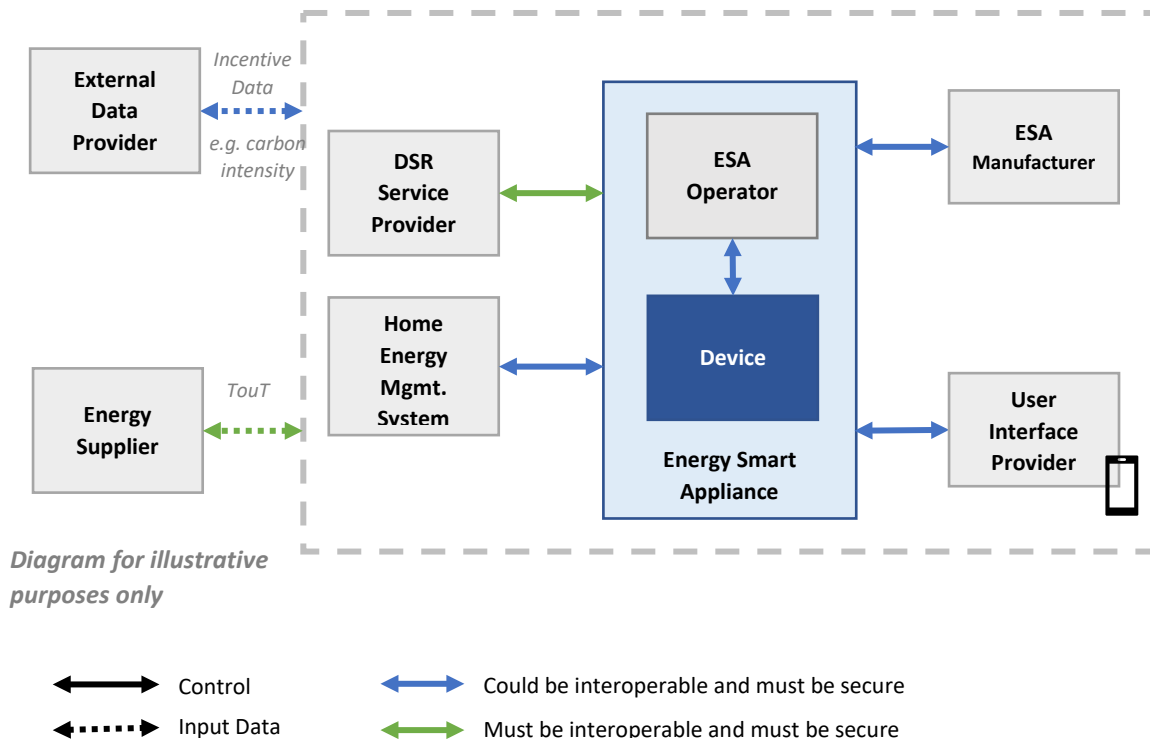 External
Data
Provider
Incentive
Data
e.g. carbon
intensity
DSR
Service
Provider
ESA
Operator
ESA
Manufacturer
Home
Energy
Mgmt.
System
Device
Energy
Supplier
TouT
User
Interface
Provider
Energy Smart
Appliance
Diagram for illustrative
purposes only
Control
Could be interoperable and must be secure
Input Data
Must be interoperable and must be secure